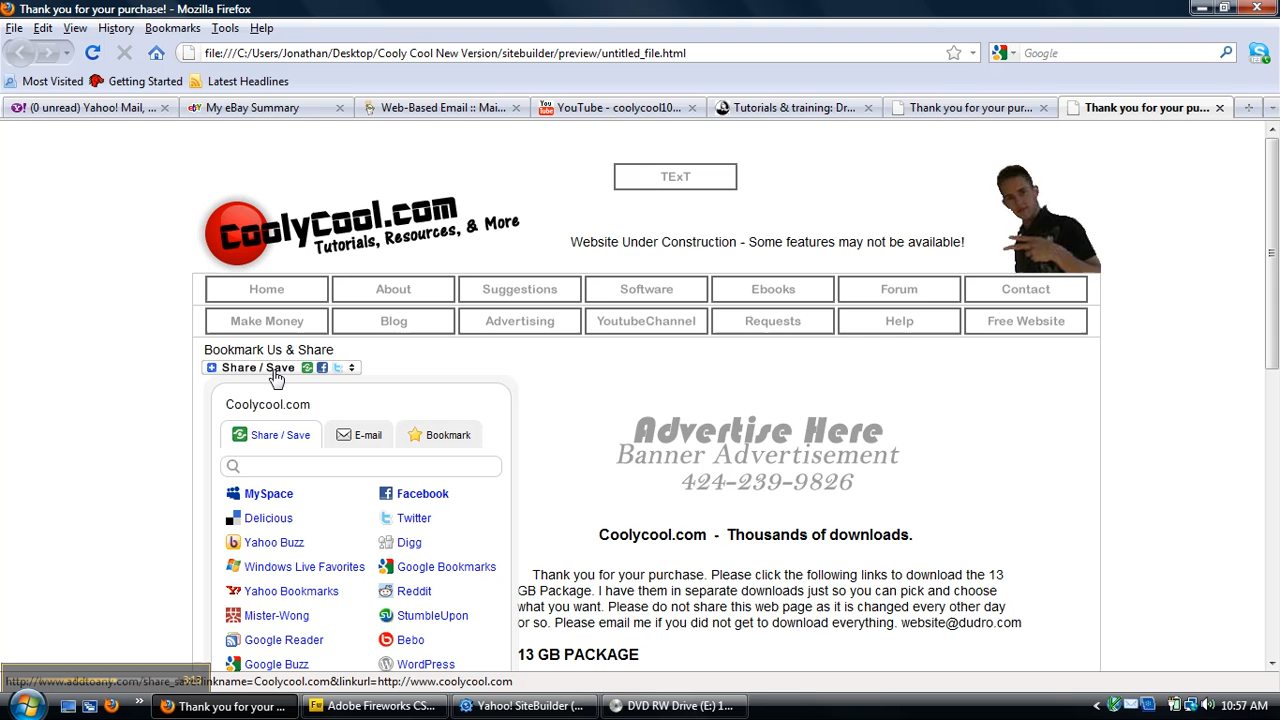 Thank you for your purchase! - Mozilla Firefox
File Edit View History Bookmarks Tools Help
file:///C:/Users/Jonathan/Desktop/Cooly Cool New Version/sitebuilder/preview/untitled_file.html
Google
Most Visited Getting Started Latest Headlines
(0 unread) Yahoo! Mail, ...
My eBay Summary
Web-Based Email :: Mai...
YouTube - coolycool10...
Tutorials & training: Dr...
Thank you for your pur...
Thank you for your pu...
TExT
CoolyCool.com
Tutorials, Resources, & More
Website Under Construction - Some features may not be available!
Home About Suggestions Software Ebooks Forum Contact
Make Money Blog Advertising YoutubeChannel Requests Help Free Website
Bookmark Us & Share
Share / Save
Coolycool.com
Share / Save E-mail Bookmark
MySpace Facebook
Delicious Twitter
Yahoo Buzz Digg
Windows Live Favorites Google Bookmarks
Yahoo Bookmarks Reddit
Mister-Wong StumbleUpon
Google Reader Bebo
Google Buzz WordPress
Advertise Here
Banner Advertisement
424-239-9826
Coolycool.com - Thousands of downloads.
Thank you for your purchase. Please click the following links to download the 13
GB Package. I have them in separate downloads just so you can pick and choose
what you want. Please do not share this web page as it is changed every other day
or so. Please email me if you did not get to download everything. website@dudro.com
13 GB PACKAGE
Thank you for your ...
Adobe Fireworks CS...
Yahoo! SiteBuilder (...
DVD RW Drive (E:) 1...
10:57 AM